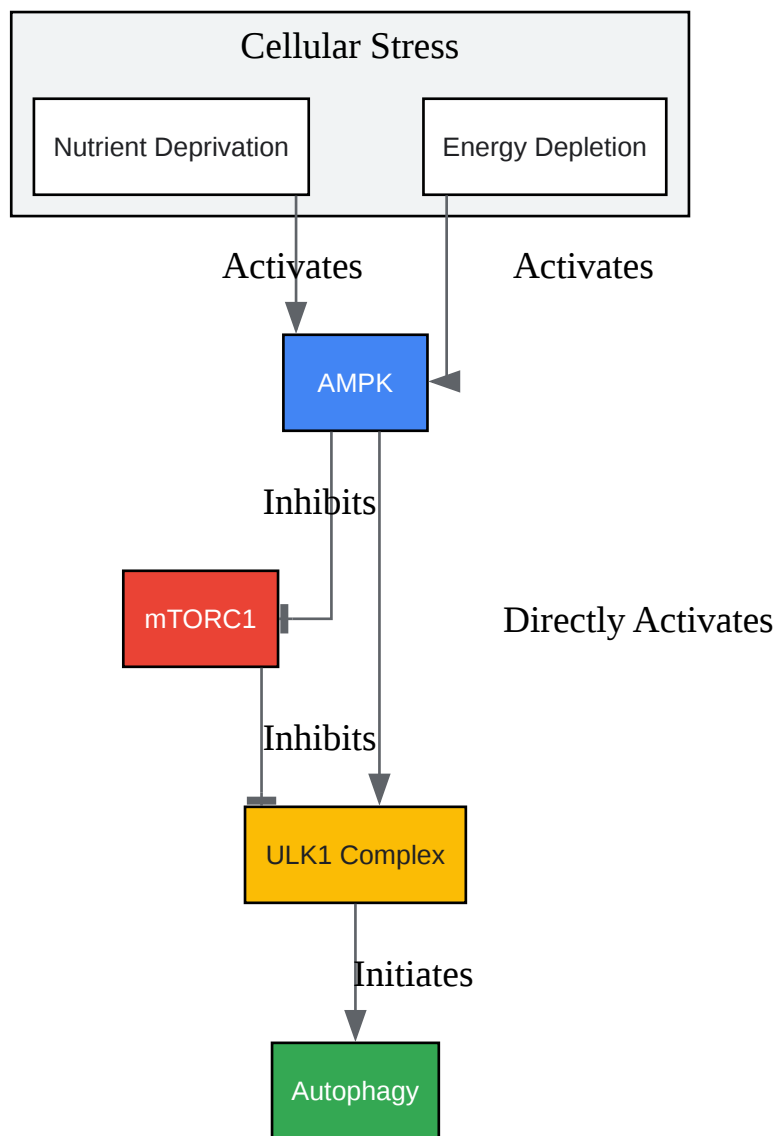 Cellular Stress
Nutrient Deprivation
Energy Depletion
Activates
Activates
AMPK
Inhibits
mTORC1
Directly Activates
Inhibits
ULK1 Complex
Initiates
Autophagy